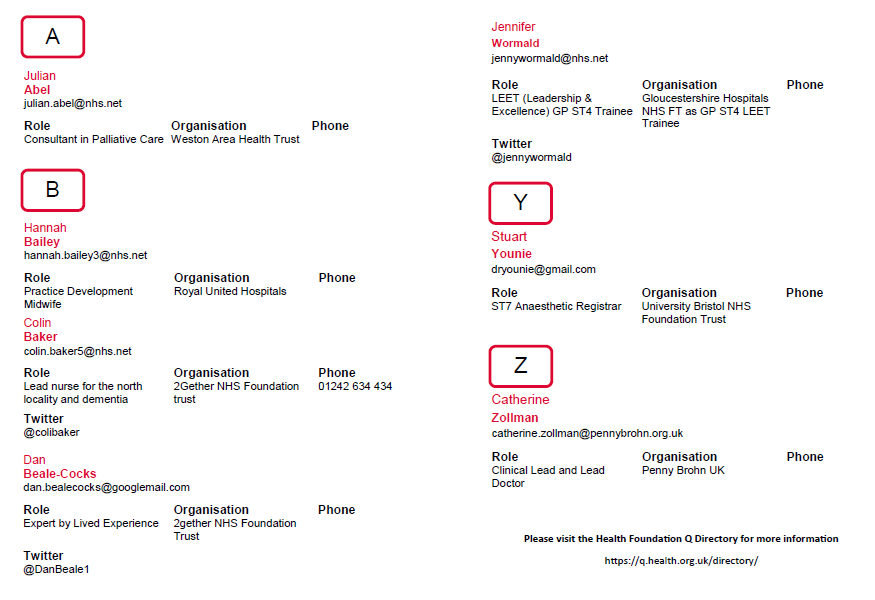 A
Julian
Abel
julian.abel@nhs.net
Role Organisation Phone
Consultant in Palliative Care Weston Area Health Trust
B
Hannah
Bailey
hannah.bailey3@nhs.net
Role Organisation Phone
Practice Development Royal United Hospitals
Midwife
Colin
Baker
colin.baker5@nhs.net
Role Organisation Phone
Lead nurse for the north 2Gether NHS Foundation 01242 634 434
locality and dementia trust
Twitter
@colibaker
Dan
Beale-Cocks
dan.bealecocks@googlemail.com
Role Organisation Phone
Expert by Lived Experience 2gether NHS Foundation
Trust
Twitter
@DanBeale1
Jennifer
Wormald
jennywormald@nhs.net
Role Organisation Phone
LEET (Leadership & Gloucestershire Hospitals
Excellence) GP ST4 Trainee NHS FT as GP ST4 LEET
Trainee
Twitter
@jennywormald
Y
Stuart
Younie
dryounie@gmail.com
Role Organisation Phone
ST7 Anaesthetic Registrar University Bristol NHS
Foundation Trust
Z
Catherine
Zollman
catherine.zollman@pennybrohn.org.uk
Role Organisation Phone
Clinical Lead and Lead Penny Brohn UK
Doctor
Please visit the Health Foundation Q Directory for more information
https://q.health.org.uk/directory/